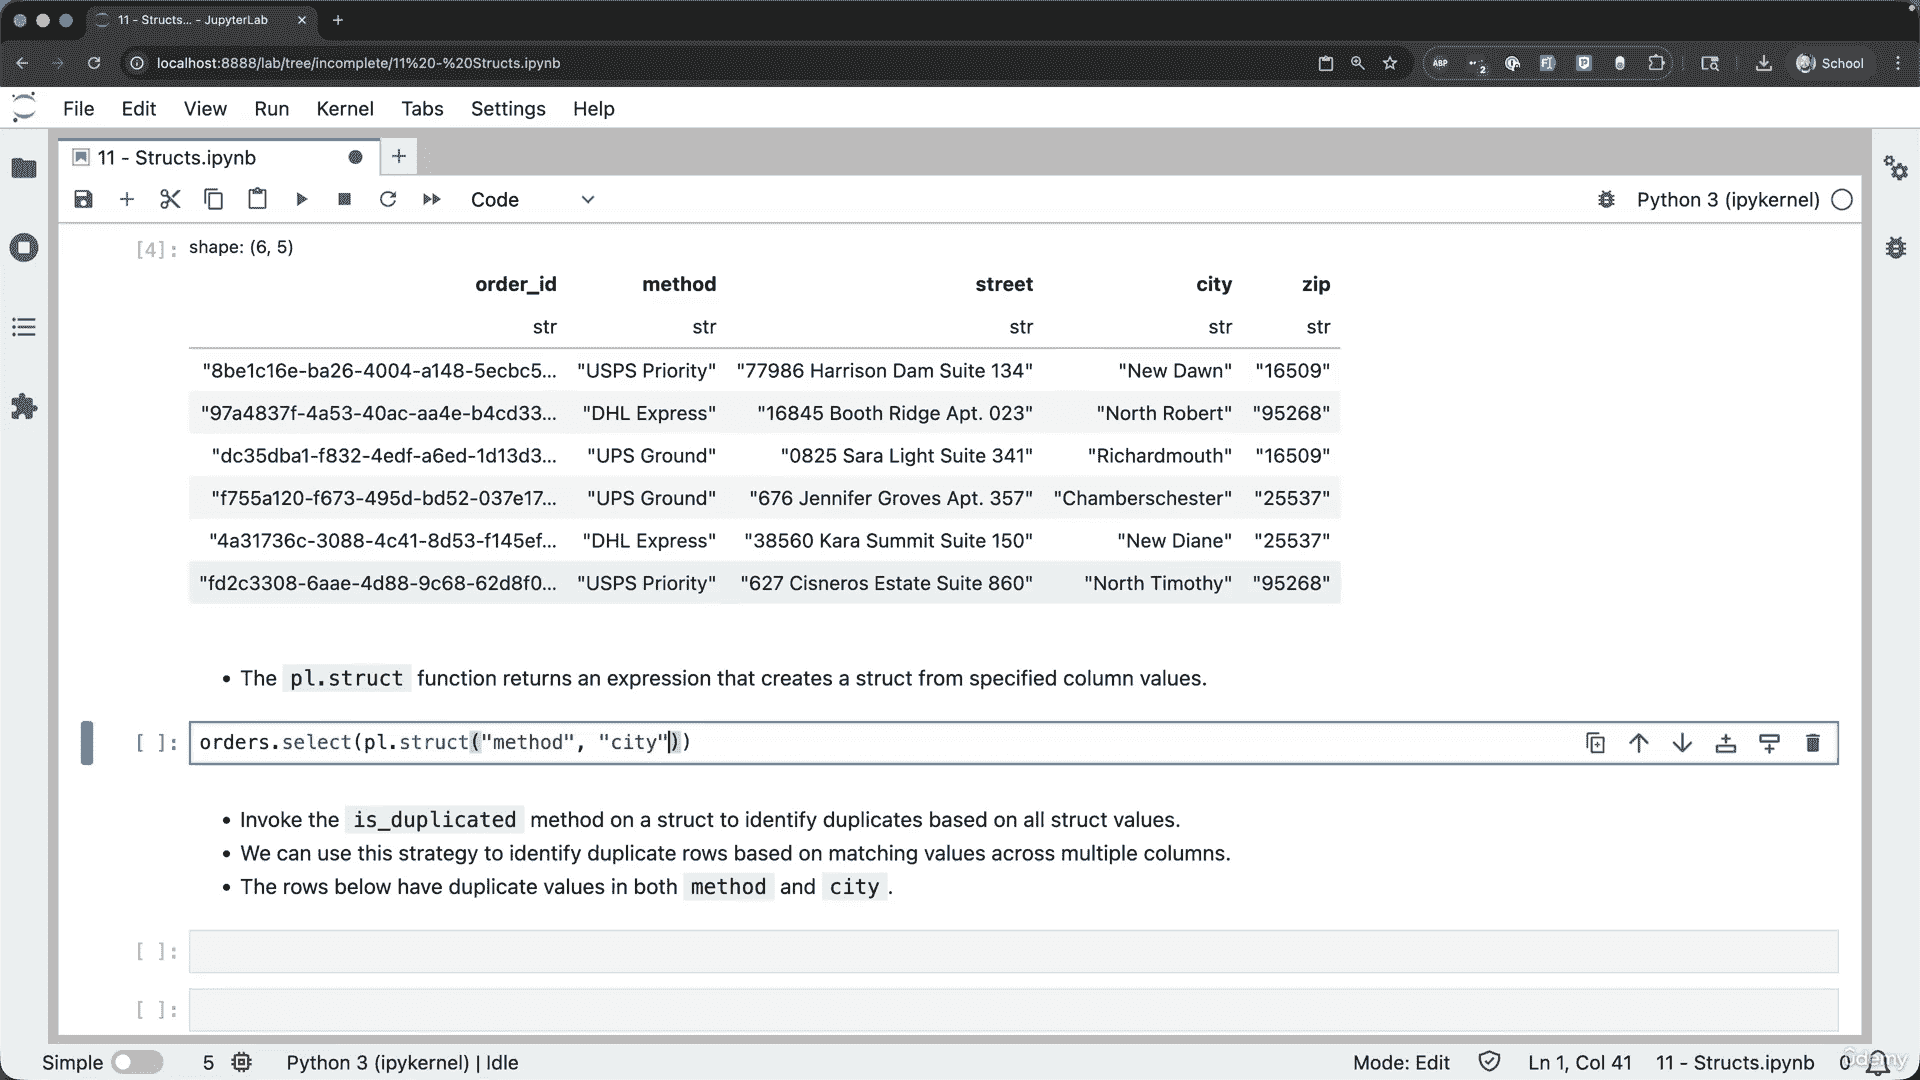 11 - Structs... - JupyterLab
localhost:8888/lab/tree/incomplete/11%20-%20Structs.ipynb
ABP
2
School
File Edit View Run Kernel Tabs Settings Help
11 - Structs.ipynb
Code
Python 3 (ipykernel)
[4]: shape: (6, 5)
order_id method street city zip
str str str str str
"8be1c16e-ba26-4004-a148-5ecbc5... "USPS Priority" "77986 Harrison Dam Suite 134" "New Dawn" "16509"
"97a4837f-4a53-40ac-aa4e-b4cd33... "DHL Express" "16845 Booth Ridge Apt. 023" "North Robert" "95268"
"dc35dba1-f832-4edf-a6ed-1d13d3... "UPS Ground" "0825 Sara Light Suite 341" "Richardmouth" "16509"
"f755a120-f673-495d-bd52-037e17... "UPS Ground" "676 Jennifer Groves Apt. 357" "Chamberschester" "25537"
"4a31736c-3088-4c41-8d53-f145ef... "DHL Express" "38560 Kara Summit Suite 150" "New Diane" "25537"
"fd2c3308-6aae-4d88-9c68-62d8f0... "USPS Priority" "627 Cisneros Estate Suite 860" "North Timothy" "95268"
• The pl.struct function returns an expression that creates a struct from specified column values.
[ ]: orders.select(pl.struct("method", "city"))
• Invoke the is_duplicated method on a struct to identify duplicates based on all struct values.
• We can use this strategy to identify duplicate rows based on matching values across multiple columns.
• The rows below have duplicate values in both method and city.
[ ]:
[ ]:
Simple 5 Python 3 (ipykernel) | Idle Mode: Edit Ln 1, Col 41 11 - Structs.ipynb 0
Udemy